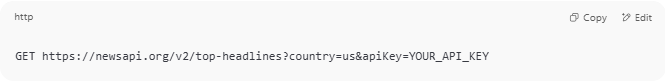 http
Copy Edit
GET https://newsapi.org/v2/top-headlines?country=us&apiKey=YOUR_API_KEY